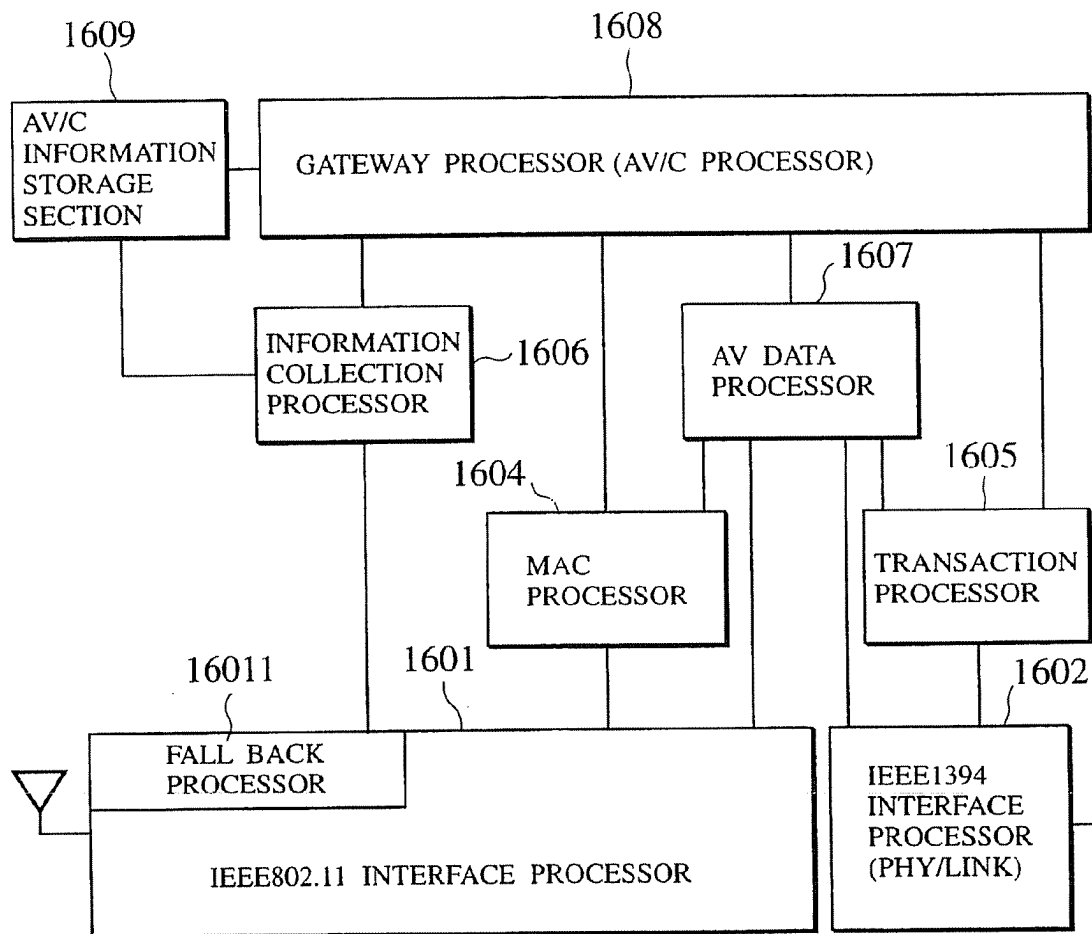 1609
1608
AV/C
INFORMATION
STORAGE
SECTION
GATEWAY PROCESSOR (AV/C PROCESSOR)
1607
INFORMATION
COLLECTION
PROCESSOR
1606
AV DATA
PROCESSOR
1604
1605
MAC
PROCESSOR
TRANSACTION
PROCESSOR
16011
1601
1602
FALL BACK
PROCESSOR
IEEE802.11 INTERFACE PROCESSOR
IEEE1394
INTERFACE
PROCESSOR
(PHY/LINK)